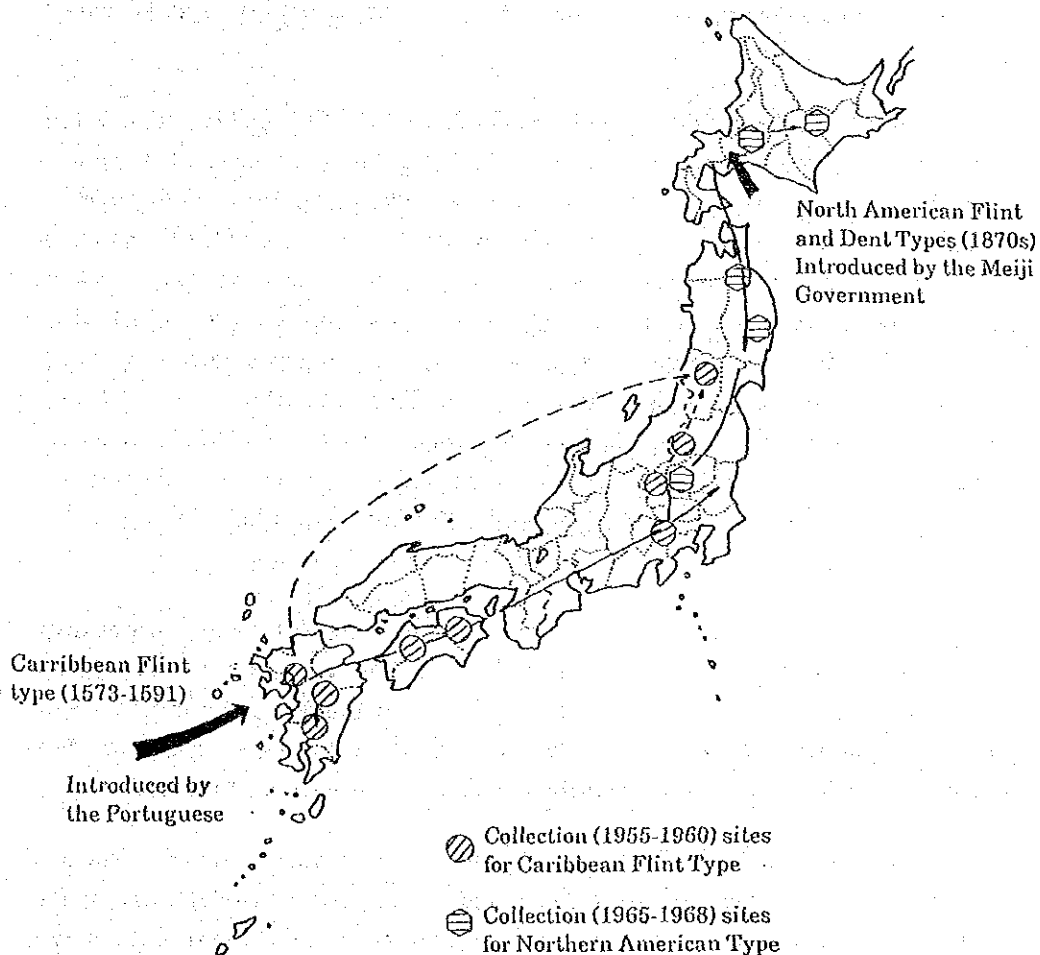 North American Flint
and Dent Types (1870s)
Introduced by the Meiji
Government
Carribbean Flint
type (1573-1591)
Introduced by
the Portuguese
Collection (1955-1960) sites
for Caribbean Flint Type
Collection (1965-1968) sites
for Northern American Type